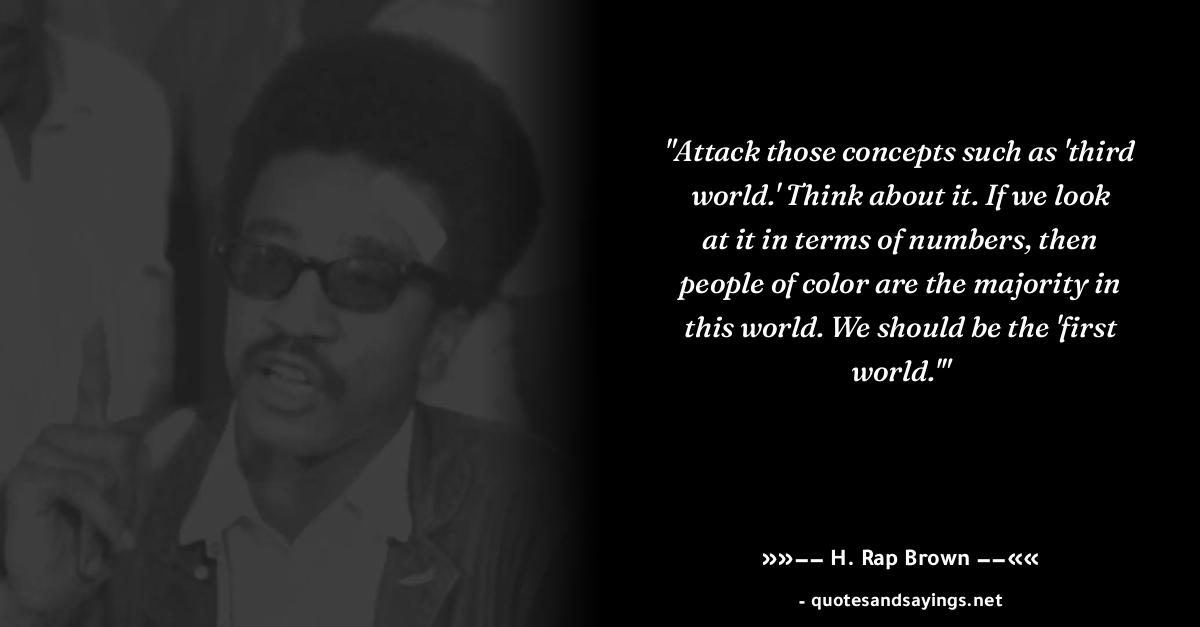 "Attack those concepts such as 'third
world.' Think about it. If we look
at it in terms of numbers, then
people of color are the majority in
this world. We should be the 'first
world.'"
»»―― H. Rap Brown ――««
- quotesandsayings.net